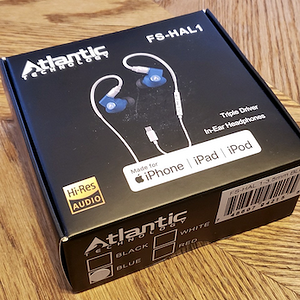 Atlantic
TECHNOLOGY
FS-HAL1
Triple Driver
In-Ear Headphones
Made for
iPhone | iPad | iPod
Hi-Res
AUDIO
Atlantic
TECHNOLOGY
BLACK
WHITE
BLUE
RED